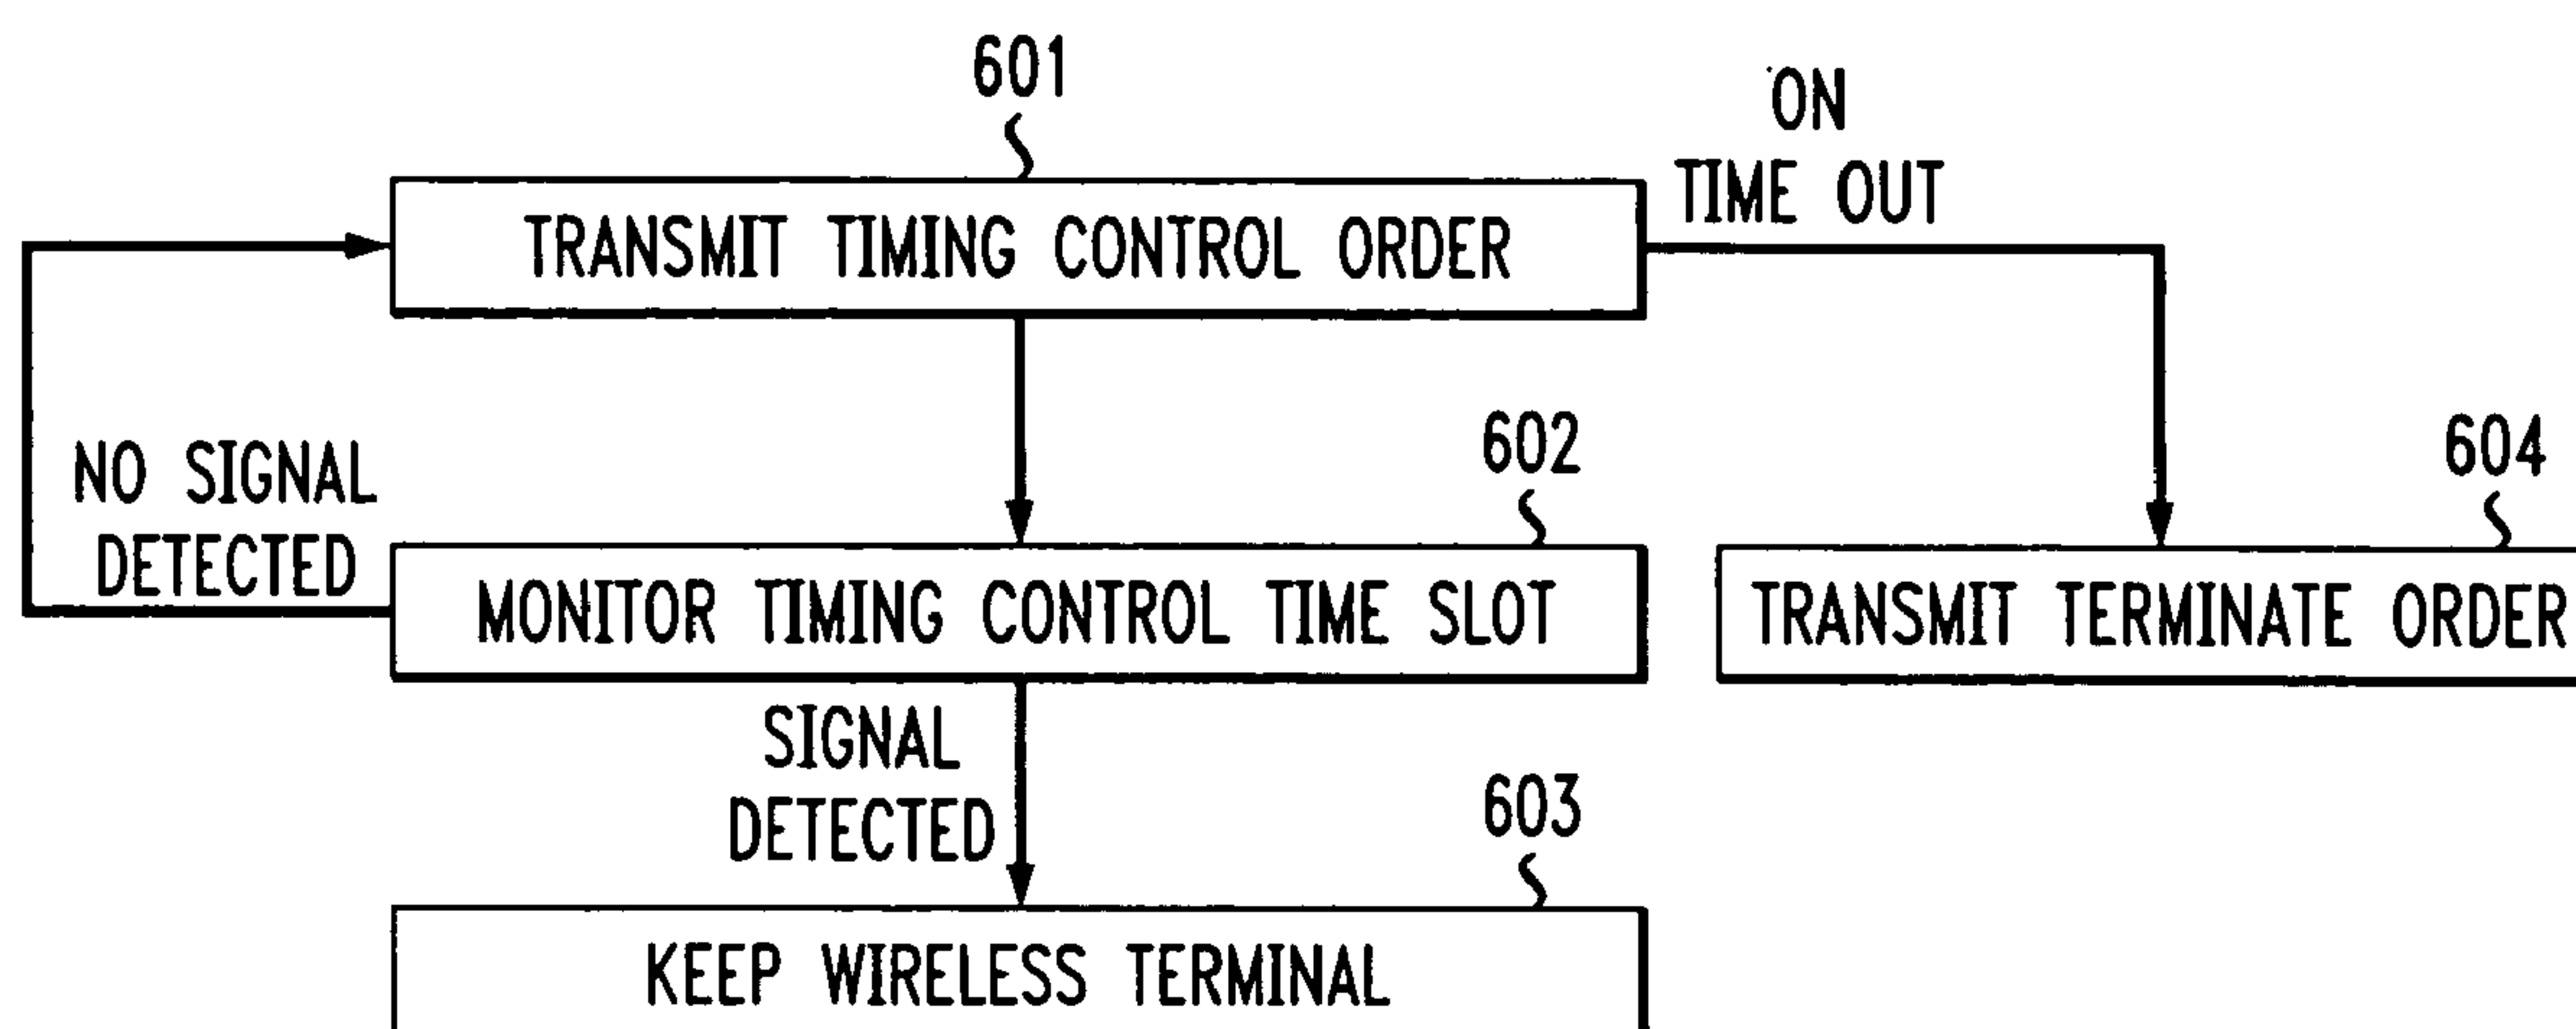 601
ON
TIME OUT
TRANSMIT TIMING CONTROL ORDER
602
604
NO SIGNAL
DETECTED
MONITOR TIMING CONTROL TIME SLOT
TRANSMIT TERMINATE ORDER
SIGNAL
DETECTED
603
KEEP WIRELESS TERMINAL